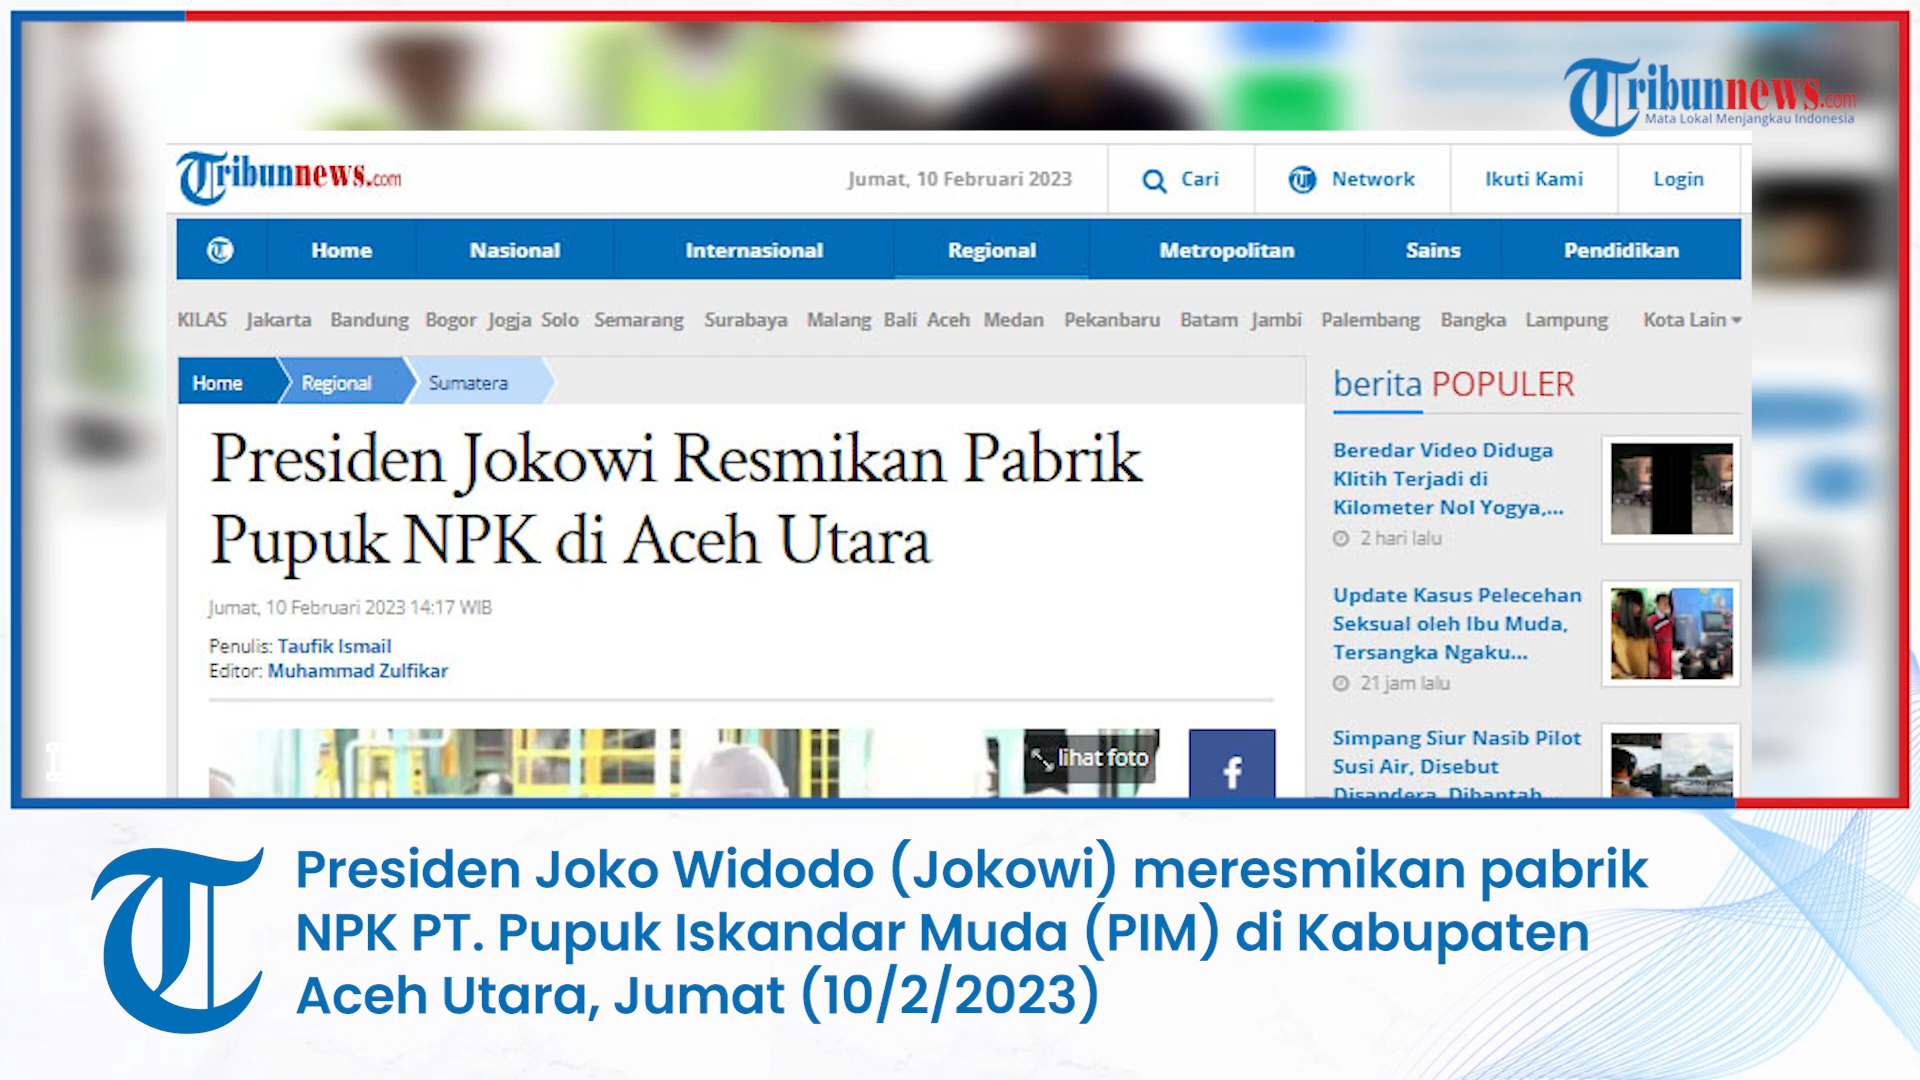 Tribunnews.com
Mata Lokal Menjangkau Indonesia
Tribunnews.com
Jumat, 10 Februari 2023
Cari
Network
Ikuti Kami
Login
Home
Nasional
Internasional
Regional
Metropolitan
Sains
Pendidikan
KILAS Jakarta Bandung Bogor Jogja Solo Semarang Surabaya Malang Bali Aceh Medan Pekanbaru Batam Jambi Palembang Bangka Lampung Kota Lain
Home Regional Sumatera
Presiden Jokowi Resmikan Pabrik
Pupuk NPK di Aceh Utara
Jumat, 10 Februari 2023 14:17 WIB
Penulis: Taufik Ismail
Editor: Muhammad Zulfikar
lihat foto
f
berita POPULER
Beredar Video Diduga
Klitih Terjadi di
Kilometer Nol Yogya,...
2 hari lalu
Update Kasus Pelecehan
Seksual oleh Ibu Muda,
Tersangka Ngaku...
21 jam lalu
Simpang Siur Nasib Pilot
Susi Air, Disebut
Disandera, Dibantah...
T
Presiden Joko Widodo (Jokowi) meresmikan pabrik
NPK PT. Pupuk Iskandar Muda (PIM) di Kabupaten
Aceh Utara, Jumat (10/2/2023)